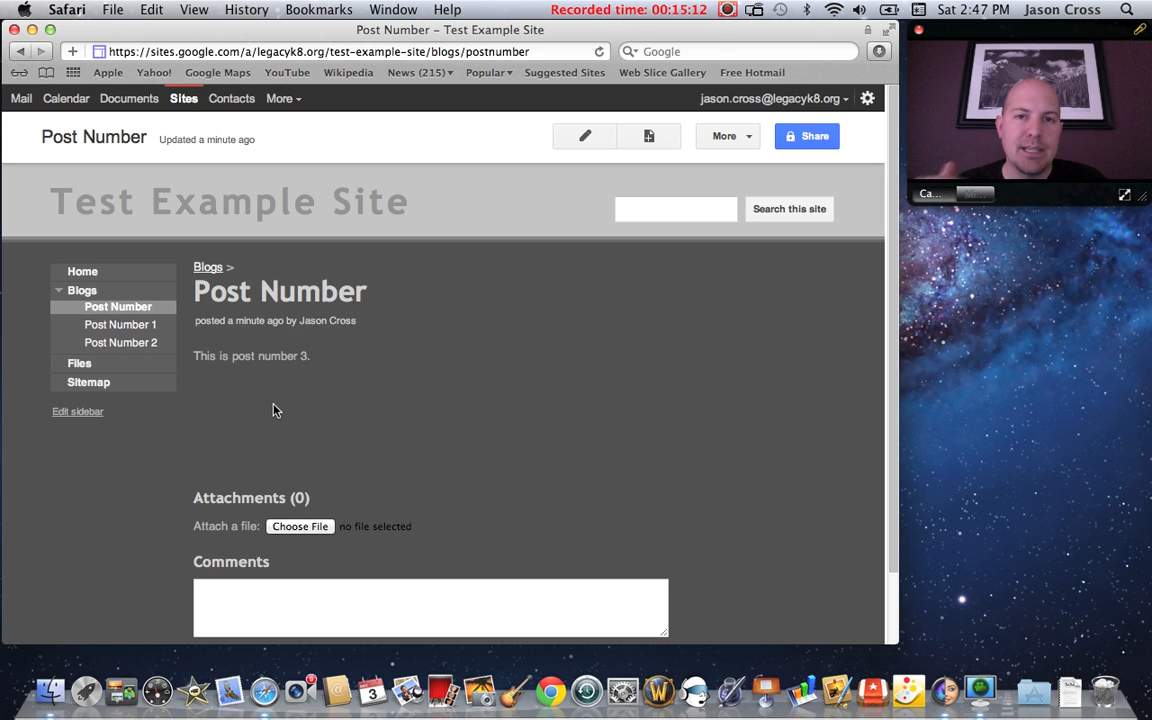 Safari File Edit View History Bookmarks Window Help Recorded time: 00:15:12 Sat 2:47 PM Jason Cross
Post Number – Test Example Site
https://sites.google.com/a/legacyk8.org/test-example-site/blogs/postnumber Google
Apple Yahoo! Google Maps YouTube Wikipedia News (215) Popular Suggested Sites Web Slice Gallery Free Hotmail
Mail Calendar Documents Sites Contacts More jason.cross@legacyk8.org
Post Number Updated a minute ago More Share
Test Example Site Search this site
Ca...
Home
Blogs
Post Number
Post Number 1
Post Number 2
Files
Sitemap
Edit sidebar
Blogs >
Post Number
posted a minute ago by Jason Cross
This is post number 3.
Attachments (0)
Attach a file: Choose File no file selected
Comments
3